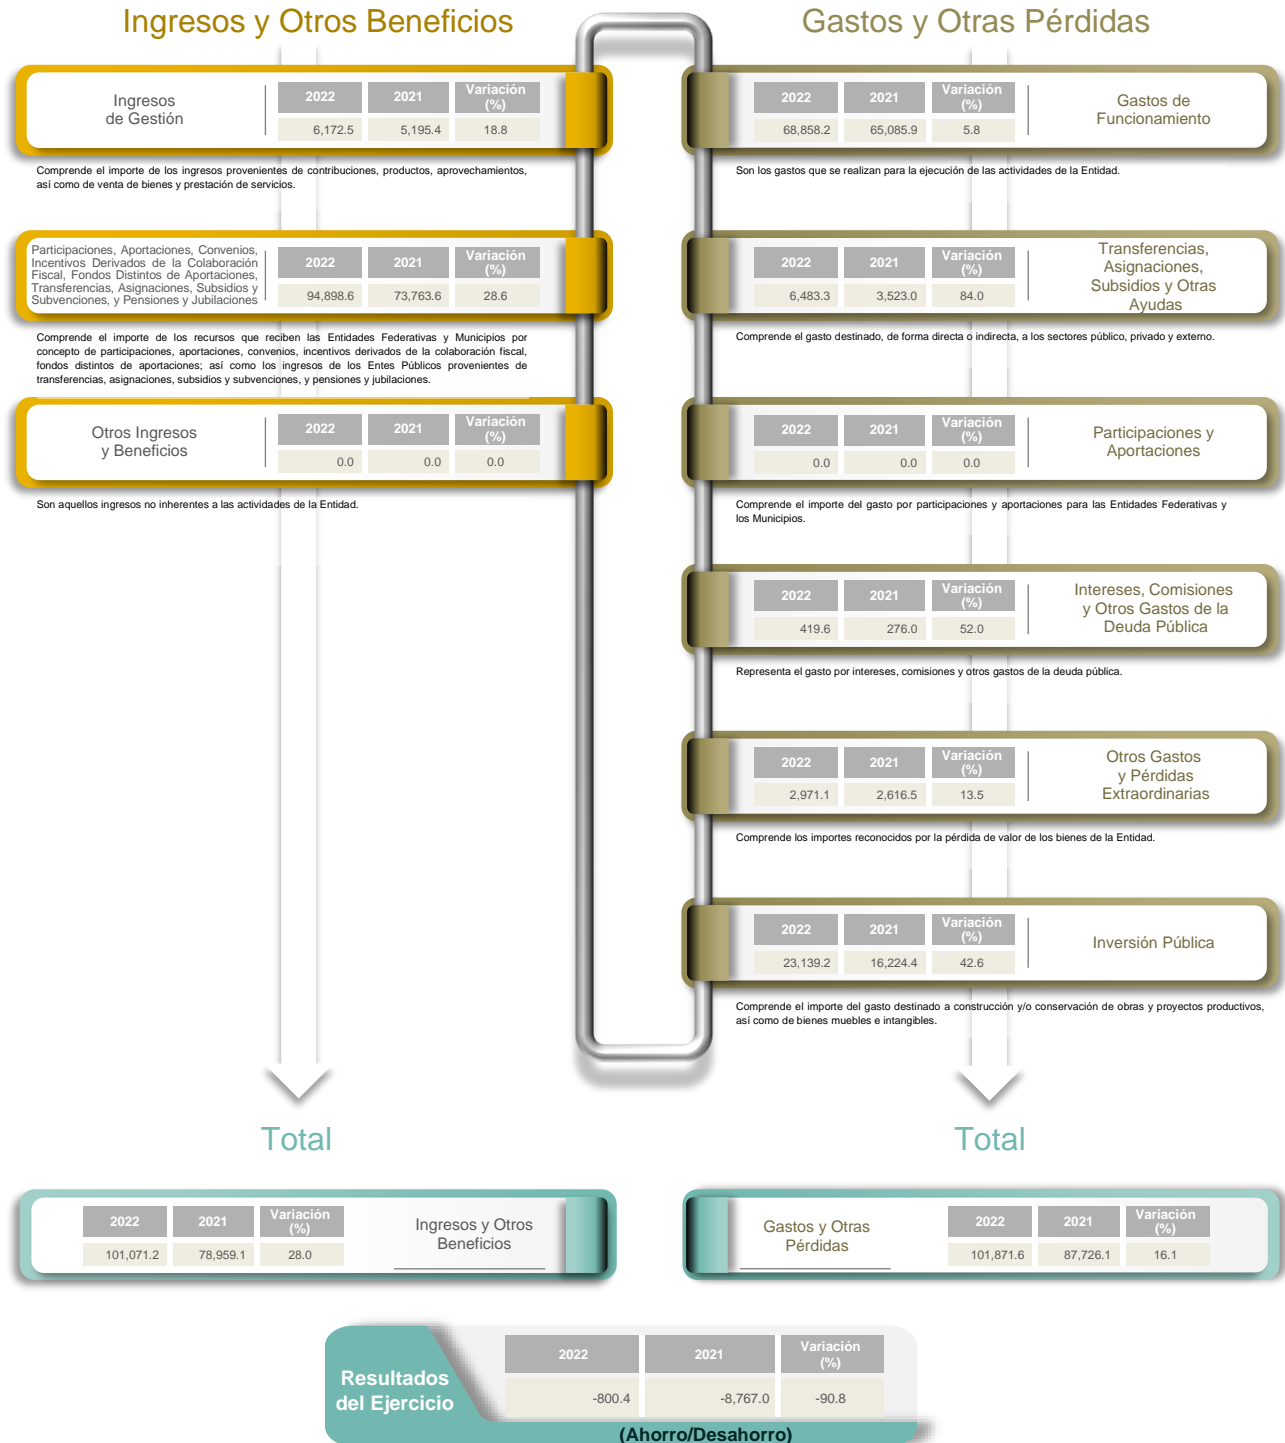 Ingresos y Otros Beneficios
Ingresos
de Gestión
2022 2021 Variación
(%)
6,172.5 5,195.4 18.8
Comprende el importe de los ingresos provenientes de contribuciones, productos, aprovechamientos,
así como de venta de bienes y prestación de servicios.
Participaciones, Aportaciones, Convenios,
Incentivos Derivados de la Colaboración
Fiscal, Fondos Distintos de Aportaciones,
Transferencias, Asignaciones, Subsidios y
Subvenciones, y Pensiones y Jubilaciones
2022 2021 Variación
(%)
94,898.6 73,763.6 28.6
Comprende el importe de los recursos que reciben las Entidades Federativas y Municipios por
concepto de participaciones, aportaciones, convenios, incentivos derivados de la colaboración fiscal,
fondos distintos de aportaciones; así como los ingresos de los Entes Públicos provenientes de
transferencias, asignaciones, subsidios y subvenciones, y pensiones y jubilaciones.
Otros Ingresos
y Beneficios
2022 2021 Variación
(%)
0.0 0.0 0.0
Son aquellos ingresos no inherentes a las actividades de la Entidad.
Gastos y Otras Pérdidas
2022 2021 Variación
(%)
68,858.2 65,085.9 5.8
Gastos de
Funcionamiento
Son los gastos que se realizan para la ejecución de las actividades de la Entidad.
2022 2021 Variación
(%)
6,483.3 3,523.0 84.0
Transferencias,
Asignaciones,
Subsidios y Otras
Ayudas
Comprende el gasto destinado, de forma directa o indirecta, a los sectores público, privado y externo.
2022 2021 Variación
(%)
0.0 0.0 0.0
Participaciones y
Aportaciones
Comprende el importe del gasto por participaciones y aportaciones para las Entidades Federativas y
los Municipios.
2022 2021 Variación
(%)
419.6 276.0 52.0
Intereses, Comisiones
y Otros Gastos de la
Deuda Pública
Representa el gasto por intereses, comisiones y otros gastos de la deuda pública.
2022 2021 Variación
(%)
2,971.1 2,616.5 13.5
Otros Gastos
y Pérdidas
Extraordinarias
Comprende los importes reconocidos por la pérdida de valor de los bienes de la Entidad.
2022 2021 Variación
(%)
23,139.2 16,224.4 42.6
Inversión Pública
Comprende el importe del gasto destinado a construcción y/o conservación de obras y proyectos productivos,
así como de bienes muebles e intangibles.
Total
2022 2021 Variación
(%)
101,071.2 78,959.1 28.0
Ingresos y Otros
Beneficios
Total
Gastos y Otras
Pérdidas
2022 2021 Variación
(%)
101,871.6 87,726.1 16.1
Resultados
del Ejercicio
2022 2021 Variación
(%)
-800.4 -8,767.0 -90.8
(Ahorro/Desahorro)